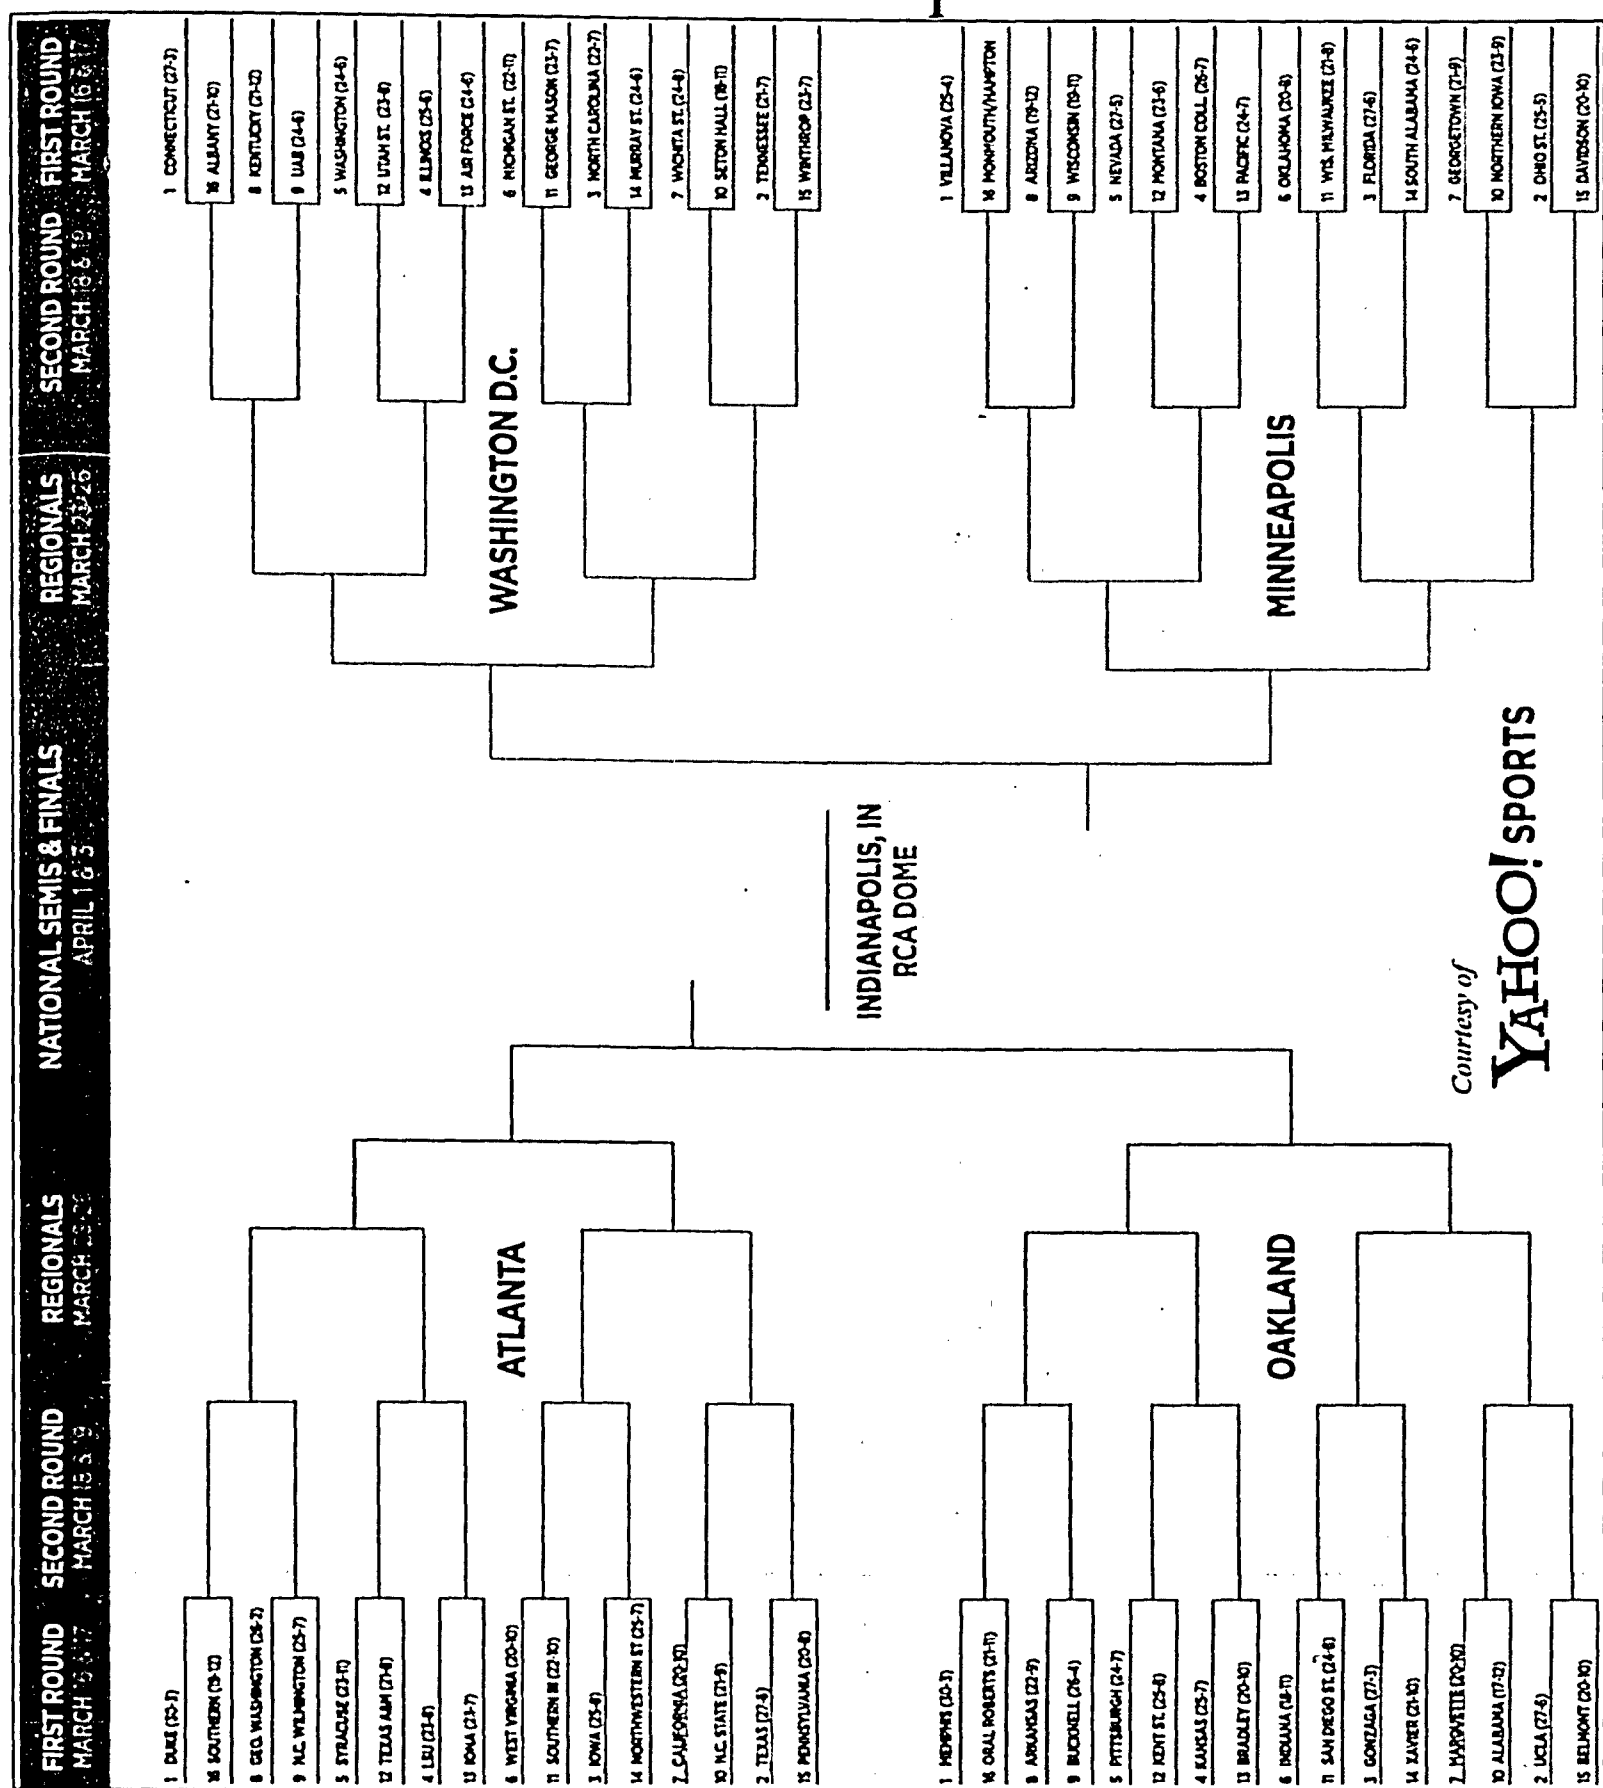 FIRST ROUND
MARCH 16 & 17
SECOND ROUND
MARCH 18 & 19
REGIONALS
NATIONAL SEMIS & FINALS
APRIL 1 & 3
REGIONALS
SECOND ROUND
MARCH 18 & 19
FIRST ROUND
MARCH 16 & 17
1 DUKE (30-3)
16 SOUTHERN (19-12)
8 GEO. WASHINGTON (26-2)
9 N.C. WILMINGTON (25-7)
5 SYRACUSE (23-11)
12 TEXAS A&M (21-8)
4 LSU (23-8)
13 IONA (23-7)
6 WEST VIRGINIA (20-10)
11 SOUTHERN Ill (22-10)
3 IOWA (25-8)
14 NORTHWESTERN ST (25-7)
7 CALIFORNIA (20-10)
10 N.C. STATE (21-9)
2 TEXAS (27-6)
15 PENNSYLVANIA (20-8)
ATLANTA
1 MEMPHIS (30-3)
16 ORAL ROBERTS (21-11)
8 ARKANSAS (22-9)
9 BUCKNELL (26-4)
5 PITTSBURGH (24-7)
12 KENT ST. (25-8)
4 KANSAS (25-7)
13 BRADLEY (20-10)
6 INDIANA (18-11)
11 SAN DIEGO ST. (24-8)
3 GONZAGA (27-3)
14 XAVIER (21-10)
7 MARQUETTE (20-10)
10 ALABAMA (17-12)
2 UCLA (27-6)
15 BELMONT (20-10)
OAKLAND
INDIANAPOLIS, IN
RCA DOME
1 CONNECTICUT (27-3)
16 ALBANY (21-10)
8 KENTUCKY (21-12)
9 UAB (24-6)
5 WASHINGTON (24-6)
12 UTAH ST. (23-8)
4 ILLINOIS (25-6)
13 AIR FORCE (24-6)
6 MICHIGAN ST. (22-11)
11 GEORGE MASON (23-7)
3 NORTH CAROLINA (22-7)
14 MURRAY ST. (24-6)
7 WICHITA ST. (24-8)
10 SETON HALL (18-11)
2 TENNESSEE (21-7)
15 WINTHROP (23-7)
WASHINGTON D.C.
1 VILLANOVA (25-4)
16 MONMOUTH/HAMPTON
8 ARIZONA (19-12)
9 WISCONSIN (19-11)
5 NEVADA (27-5)
12 MONTANA (23-6)
4 BOSTON COLL (26-7)
13 PACIFIC (24-7)
6 OKLAHOMA (20-8)
11 WIS. MILWAUKEE (21-8)
3 FLORIDA (27-6)
14 SOUTH ALABAMA (24-6)
7 GEORGETOWN (21-9)
10 NORTHERN IOWA (23-9)
2 OHIO ST. (25-5)
15 DAVIDSON (20-10)
MINNEAPOLIS
Courtesy of
YAHOO! SPORTS